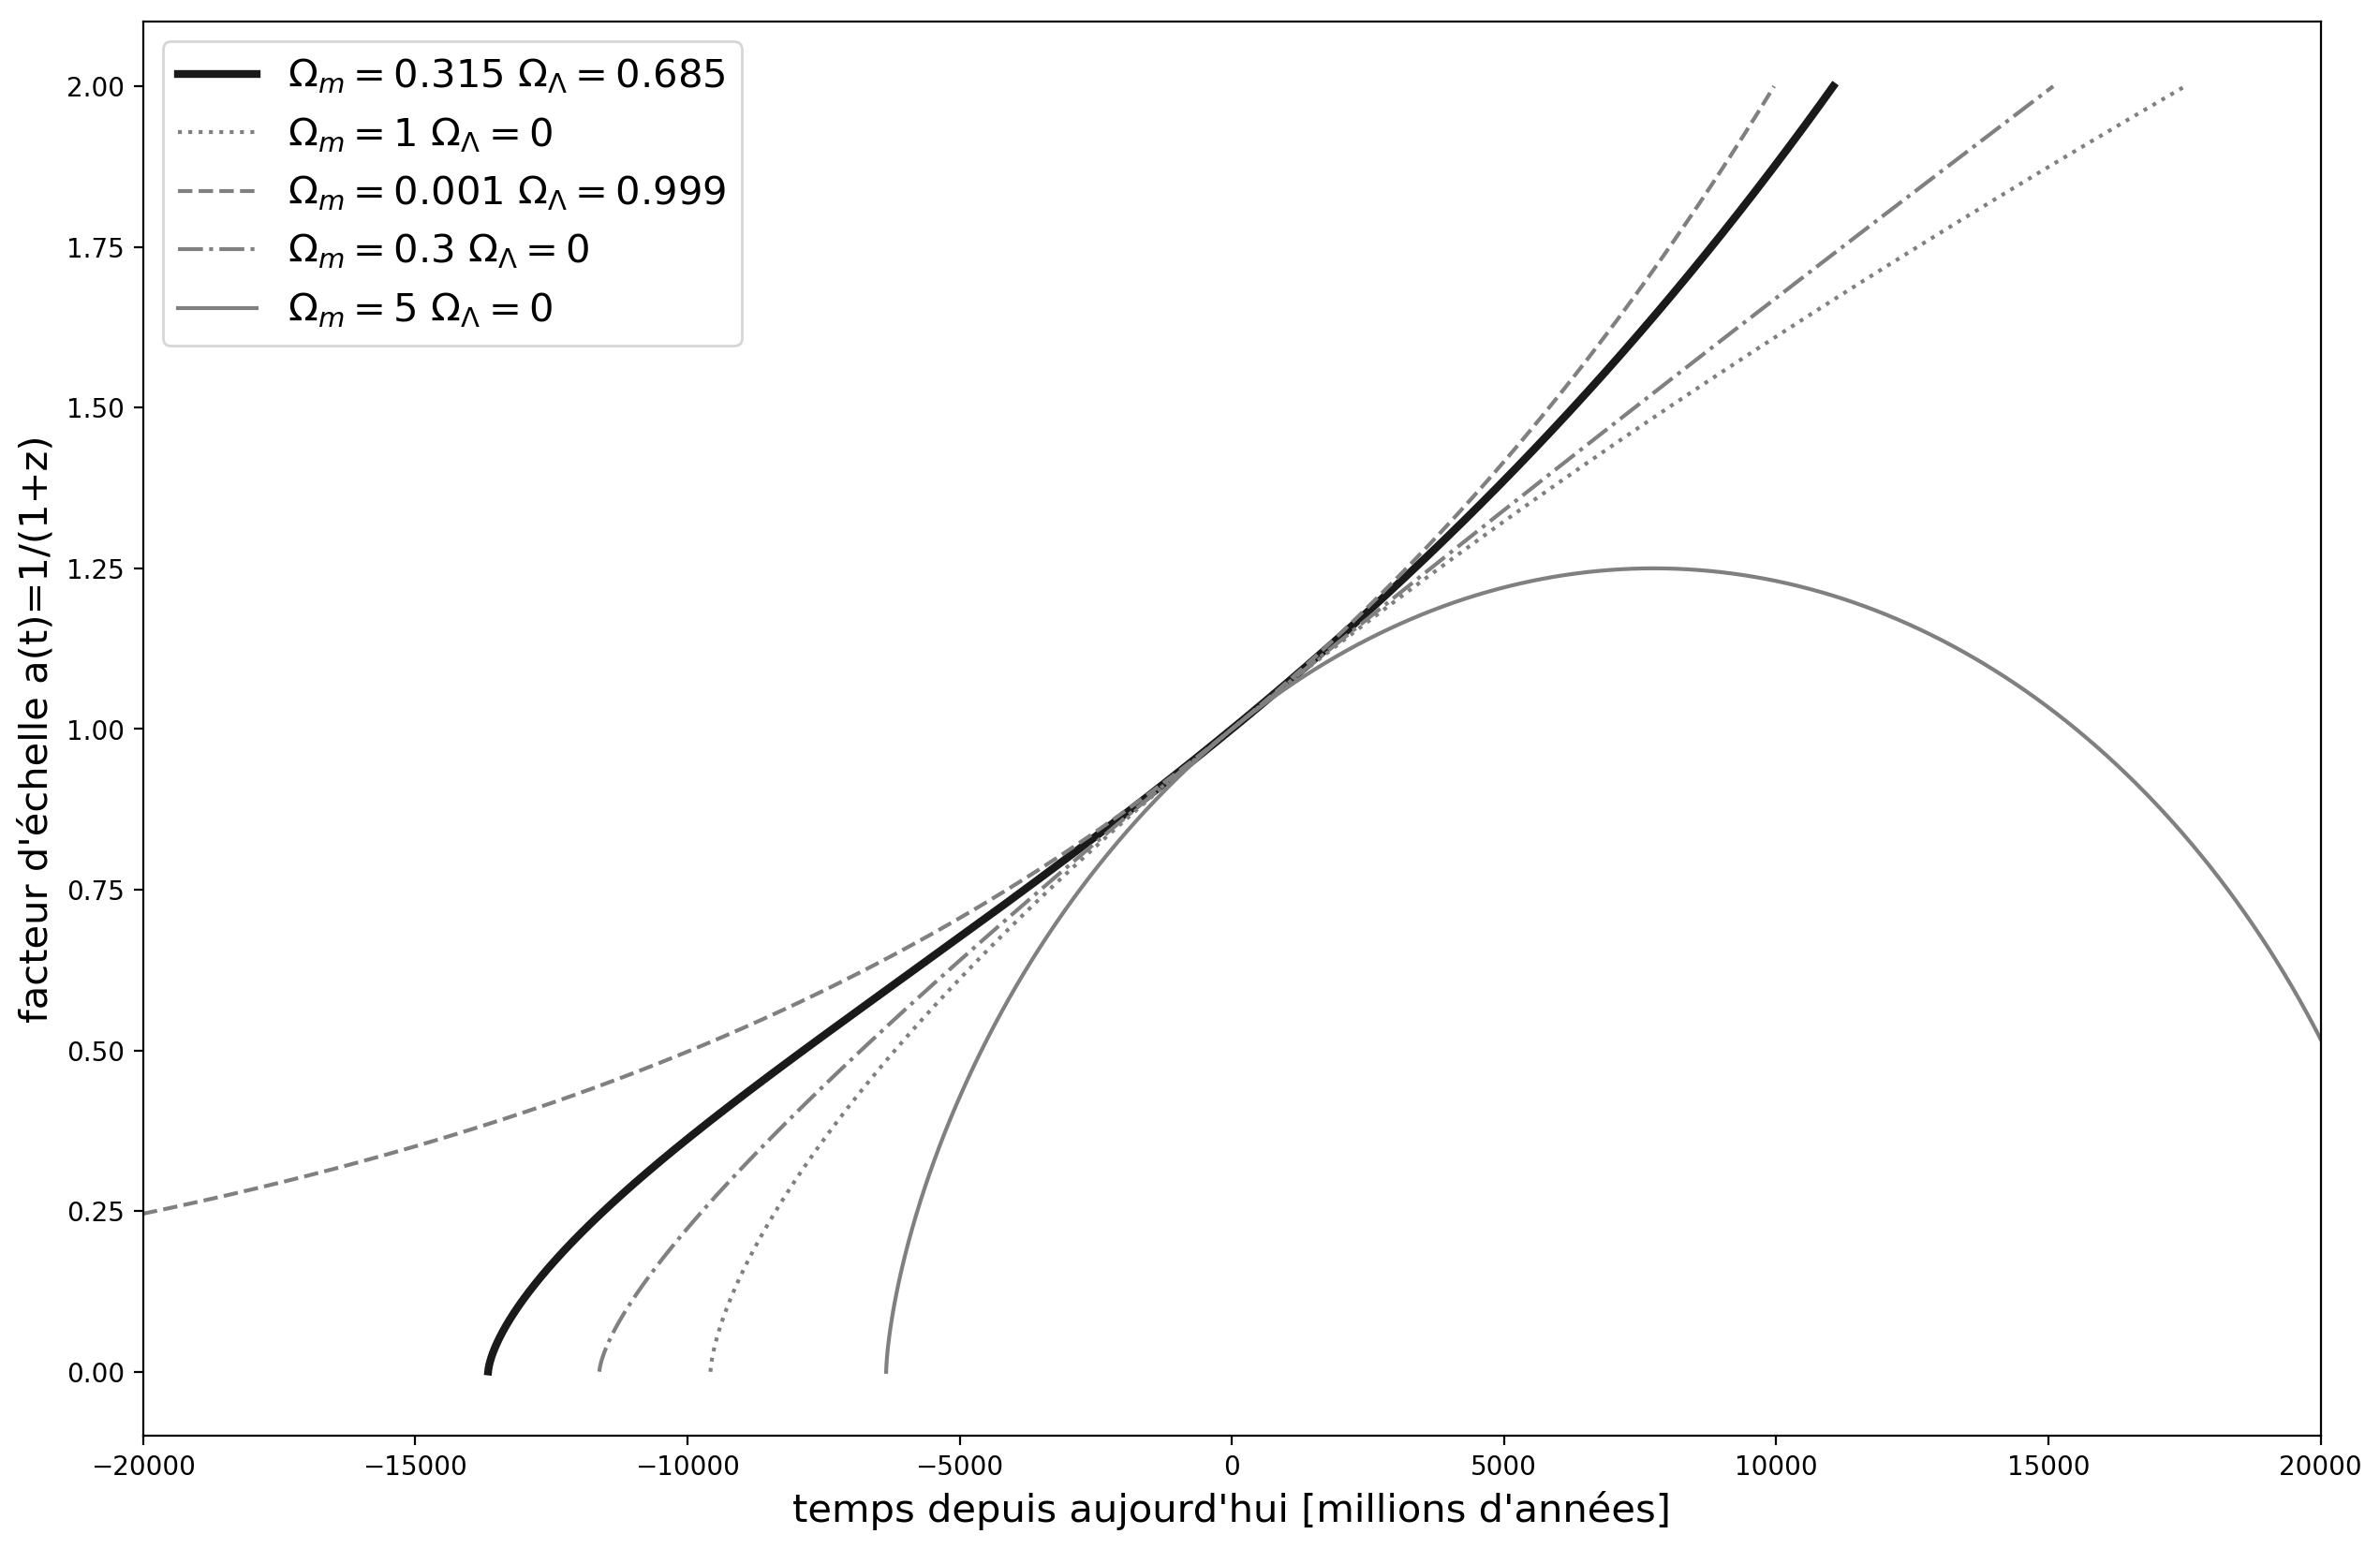 Ωm = 0.315 ΩΛ = 0.685
Ωm = 1 ΩΛ = 0
Ωm = 0.001 ΩΛ = 0.999
Ωm = 0.3 ΩΛ = 0
Ωm = 5 ΩΛ = 0
facteur d'échelle a(t)=1/(1+z)
2.00
1.75
1.50
1.25
1.00
0.75
0.50
0.25
0.00
−20000 −15000 −10000 −5000 0 5000 10000 15000 20000
temps depuis aujourd'hui [millions d'années]